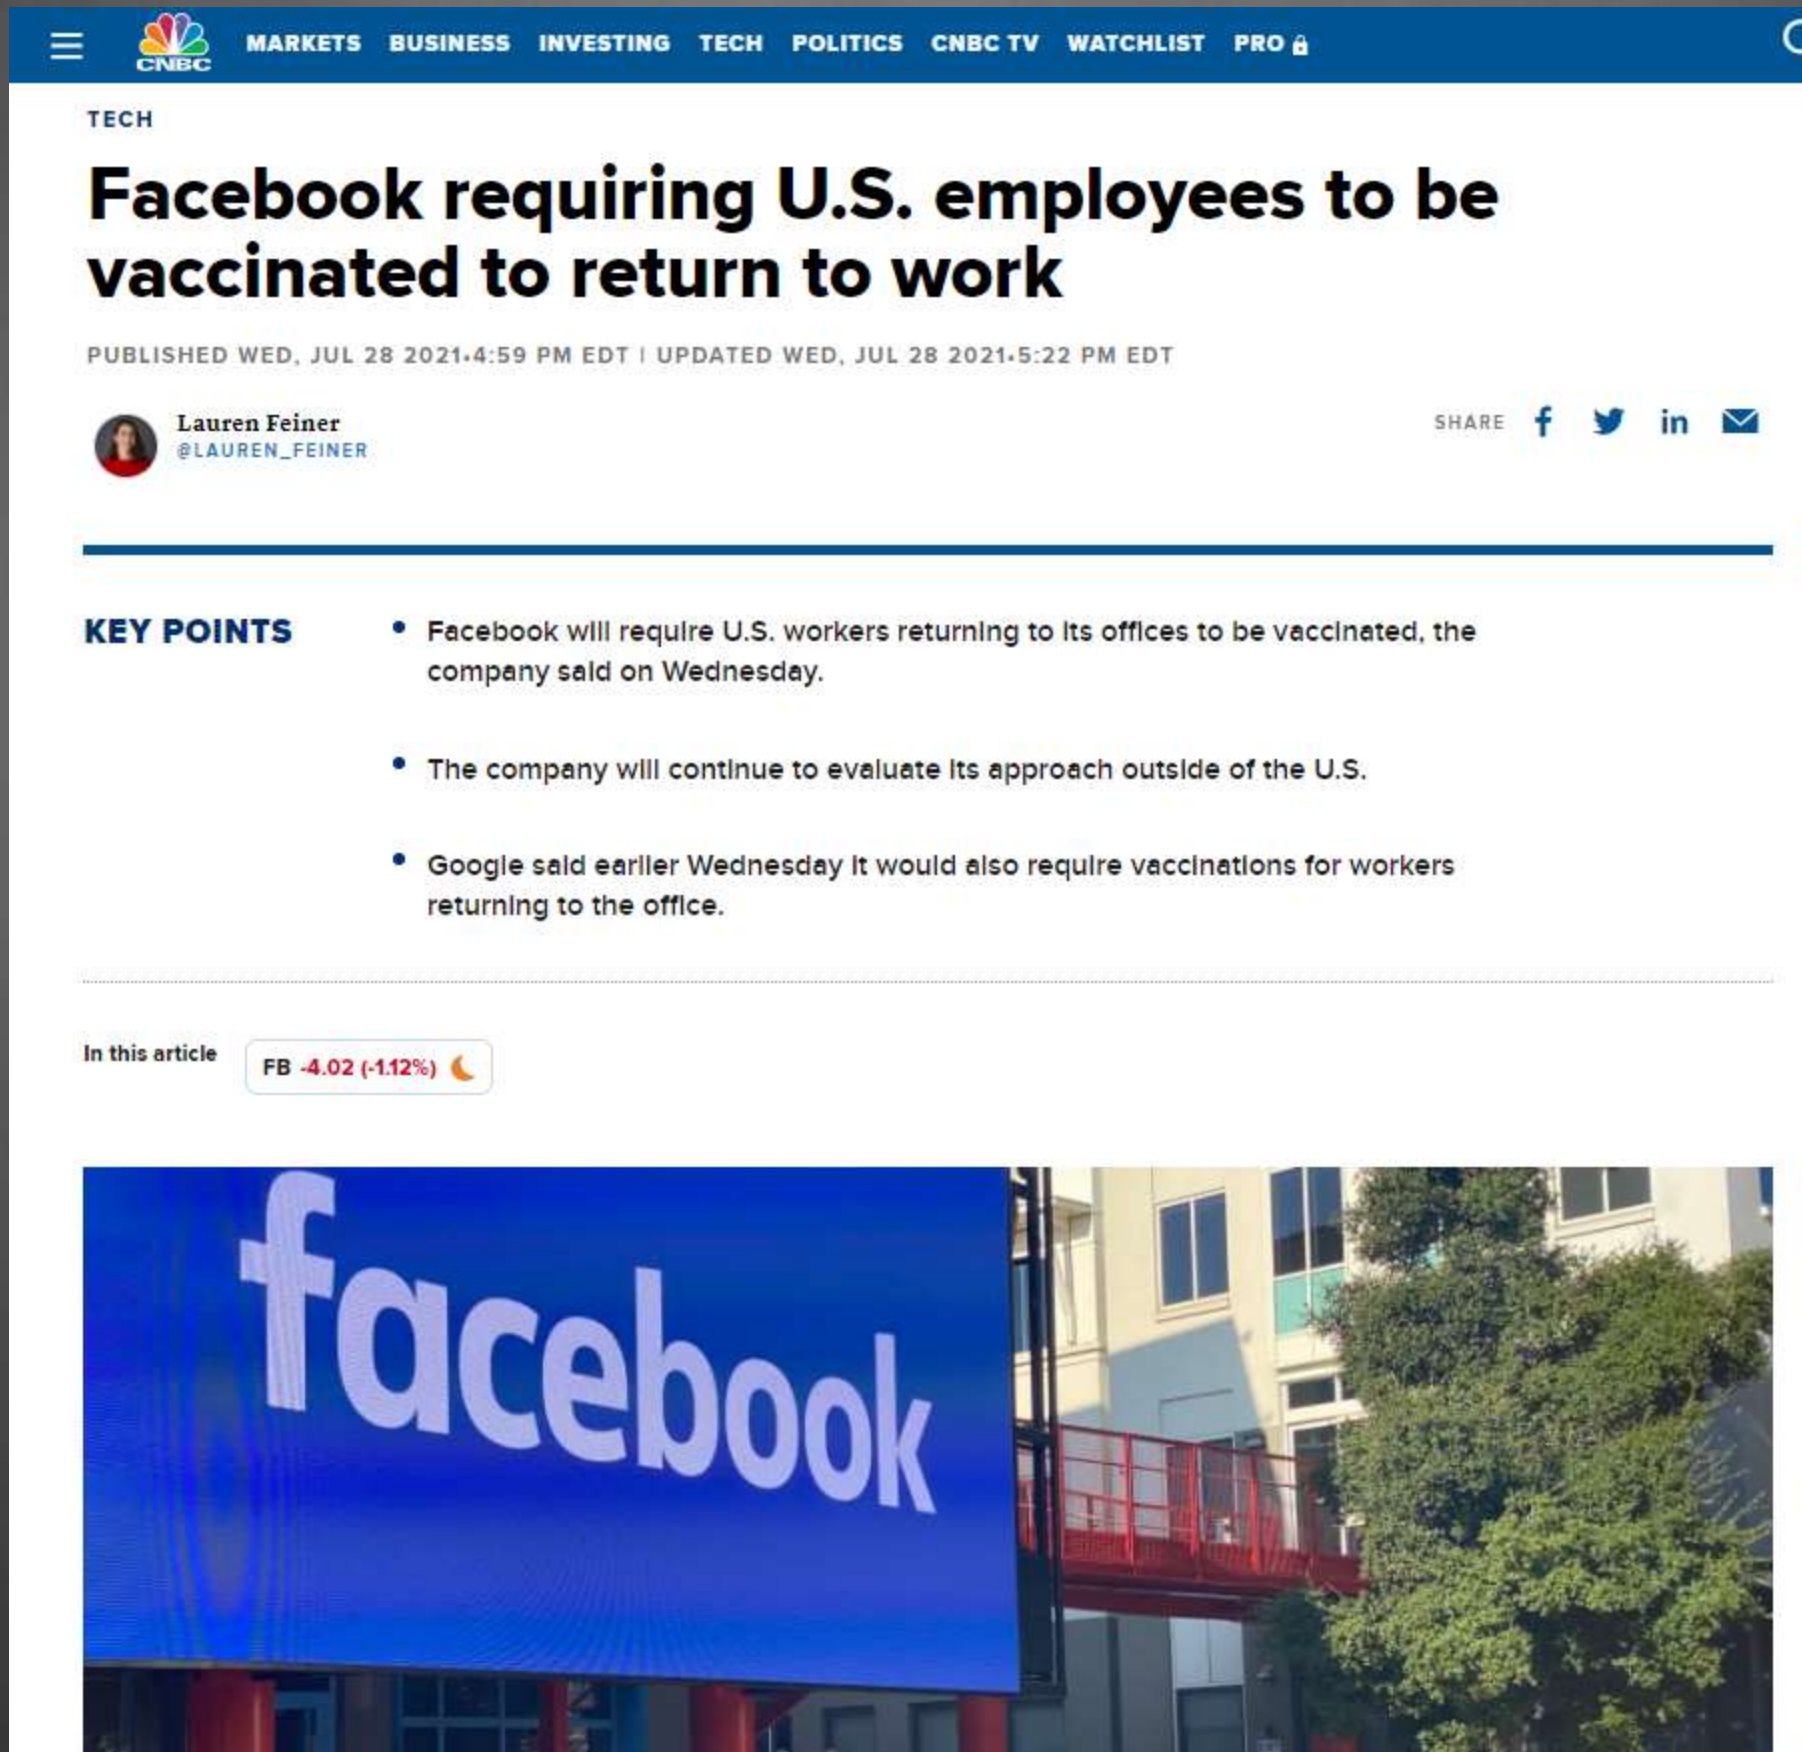 CNBC
MARKETS BUSINESS INVESTING TECH POLITICS CNBC TV WATCHLIST PRO
TECH
Facebook requiring U.S. employees to be
vaccinated to return to work
PUBLISHED WED, JUL 28 2021•4:59 PM EDT | UPDATED WED, JUL 28 2021•5:22 PM EDT
Lauren Feiner
@LAUREN_FEINER
SHARE
KEY POINTS
• Facebook will require U.S. workers returning to its offices to be vaccinated, the
company said on Wednesday.
• The company will continue to evaluate its approach outside of the U.S.
• Google said earlier Wednesday it would also require vaccinations for workers
returning to the office.
In this article
FB -4.02 (-1.12%)
facebook